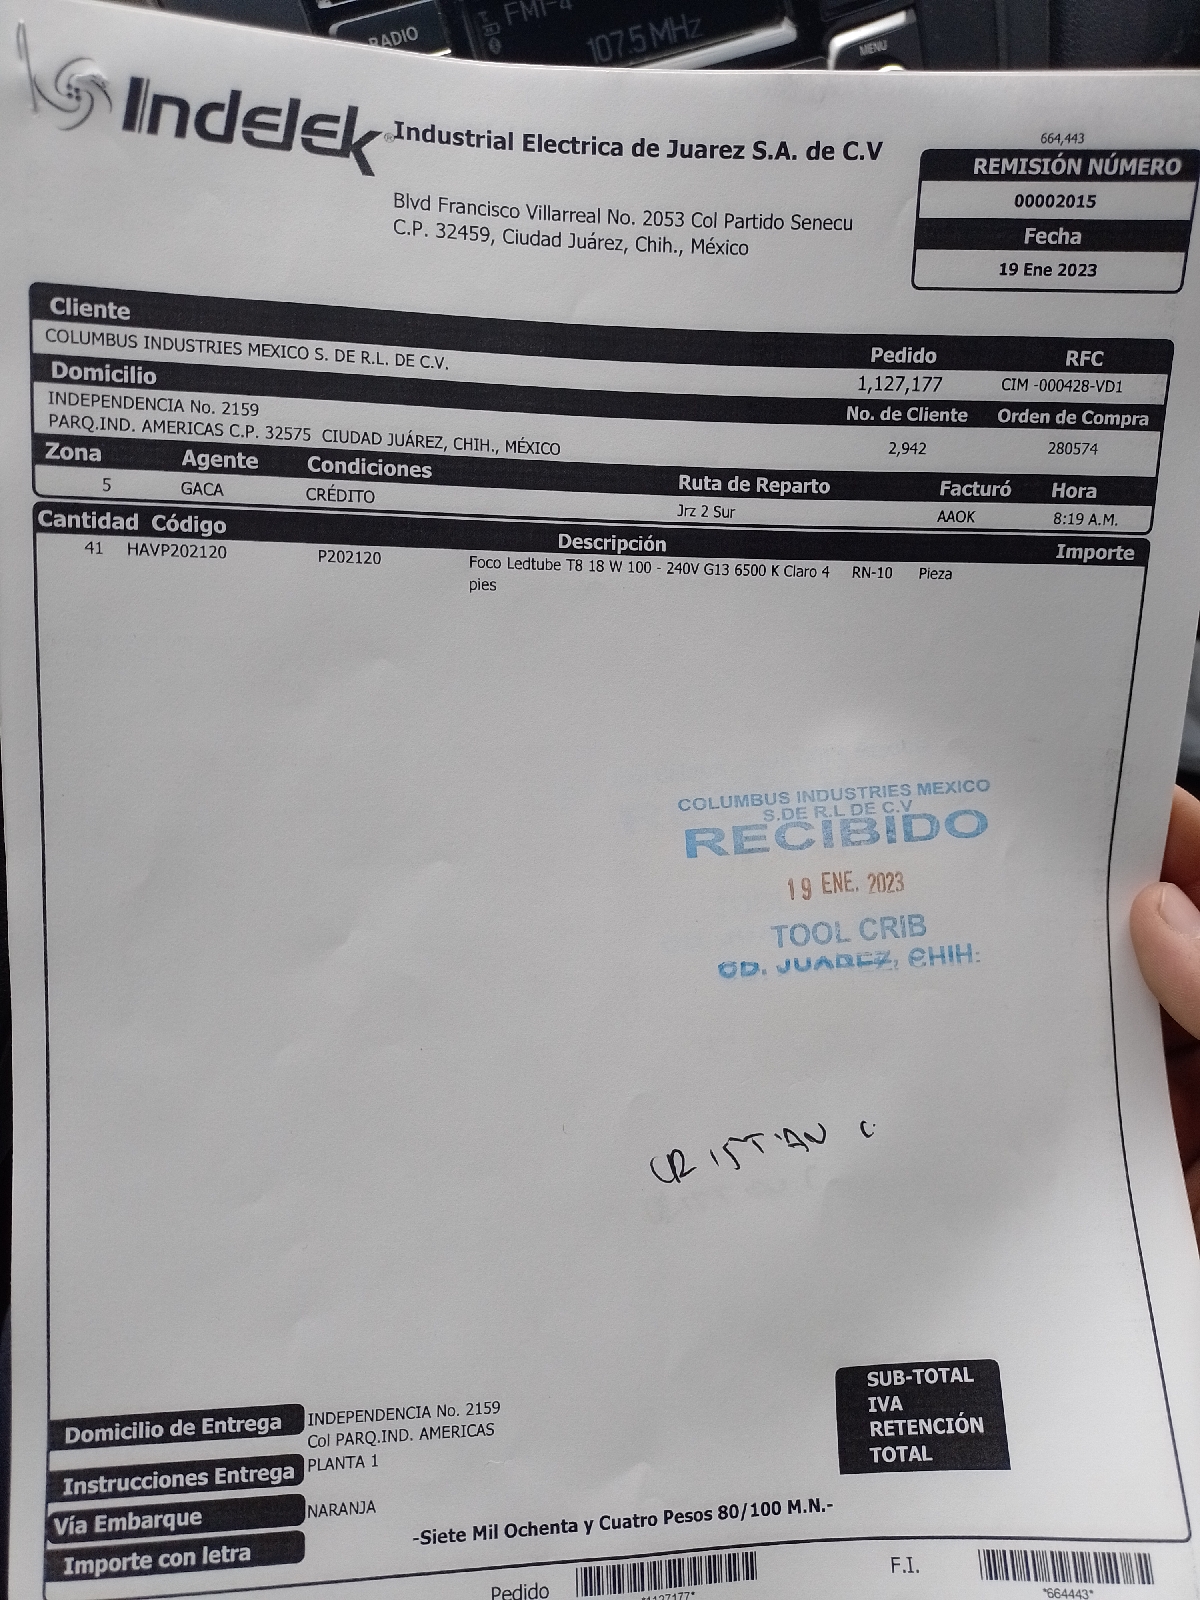 RADIO
FM1-4
107.5 MHz
MENU
Indelek
Industrial Electrica de Juarez S.A. de C.V
Blvd Francisco Villarreal No. 2053 Col Partido Senecu
C.P. 32459, Ciudad Juárez, Chih., México
664,443
REMISIÓN NÚMERO
00002015
Fecha
19 Ene 2023
Cliente
COLUMBUS INDUSTRIES MEXICO S. DE R.L. DE C.V.
Pedido RFC
1,127,177 CIM -000428-VD1
Domicilio
INDEPENDENCIA No. 2159
PARQ.IND. AMERICAS C.P. 32575 CIUDAD JUÁREZ, CHIH., MÉXICO
No. de Cliente Orden de Compra
2,942 280574
Zona Agente Condiciones Ruta de Reparto Facturó Hora
5 GACA CRÉDITO Jrz 2 Sur AAOK 8:19 A.M.
Cantidad Código Descripción Importe
41 HAVP202120 P202120 Foco Ledtube T8 18 W 100 - 240V G13 6500 K Claro 4 RN-10 Pieza
pies
COLUMBUS INDUSTRIES MEXICO
S.DE R.L DE C.V
RECIBIDO
19 ENE. 2023
TOOL CRIB
CD. JUAREZ, CHIH.
CRISTIAN C.
SUB-TOTAL
IVA
RETENCIÓN
TOTAL
Domicilio de Entrega INDEPENDENCIA No. 2159
Col PARQ.IND. AMERICAS
Instrucciones Entrega PLANTA 1
Vía Embarque NARANJA
Importe con letra -Siete Mil Ochenta y Cuatro Pesos 80/100 M.N.-
Pedido *1127177* F.I. *664443*